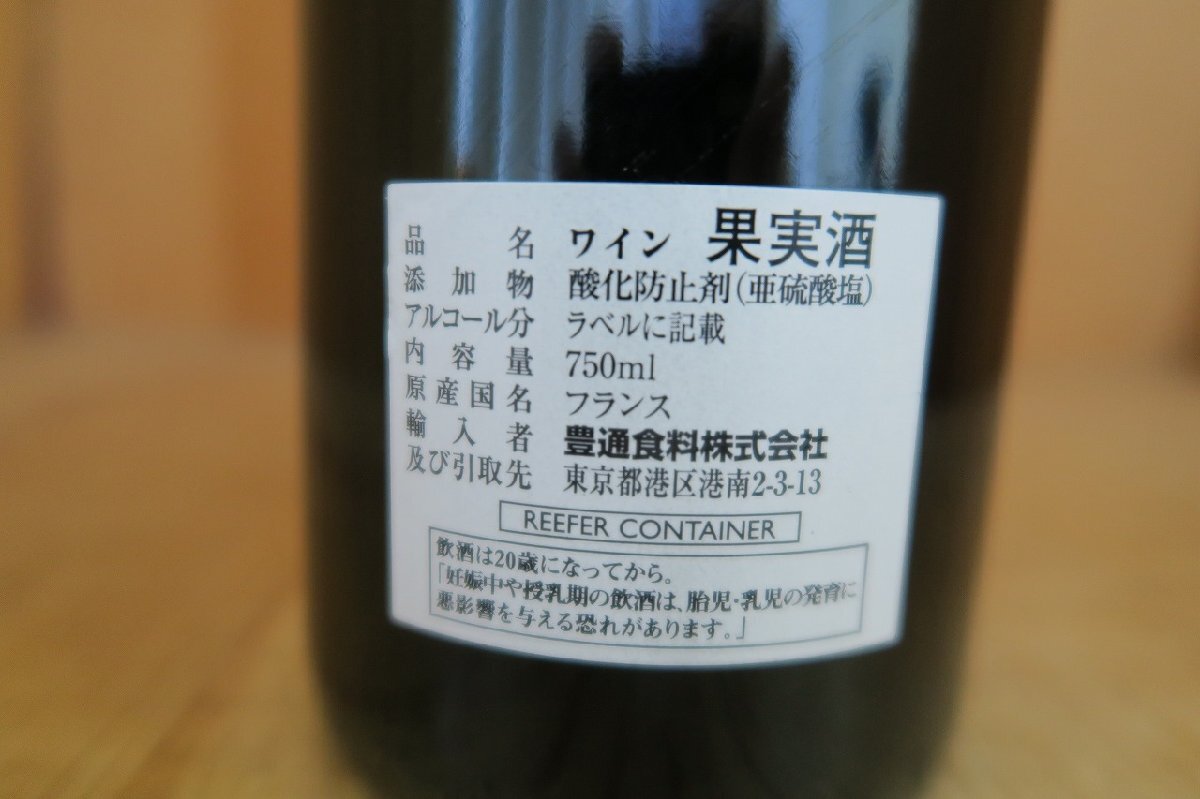 品名 ワイン 果実酒
添加物 酸化防止剤(亜硫酸塩)
アルコール分 ラベルに記載
内容量 750ml
原産国名 フランス
輸入者 豊通食料株式会社
及び引取先 東京都港区港南2-3-13
REEFER CONTAINER
飲酒は20歳になってから。
「妊娠中や授乳期の飲酒は、胎児・乳児の発育に
悪影響を与える恐れがあります。」